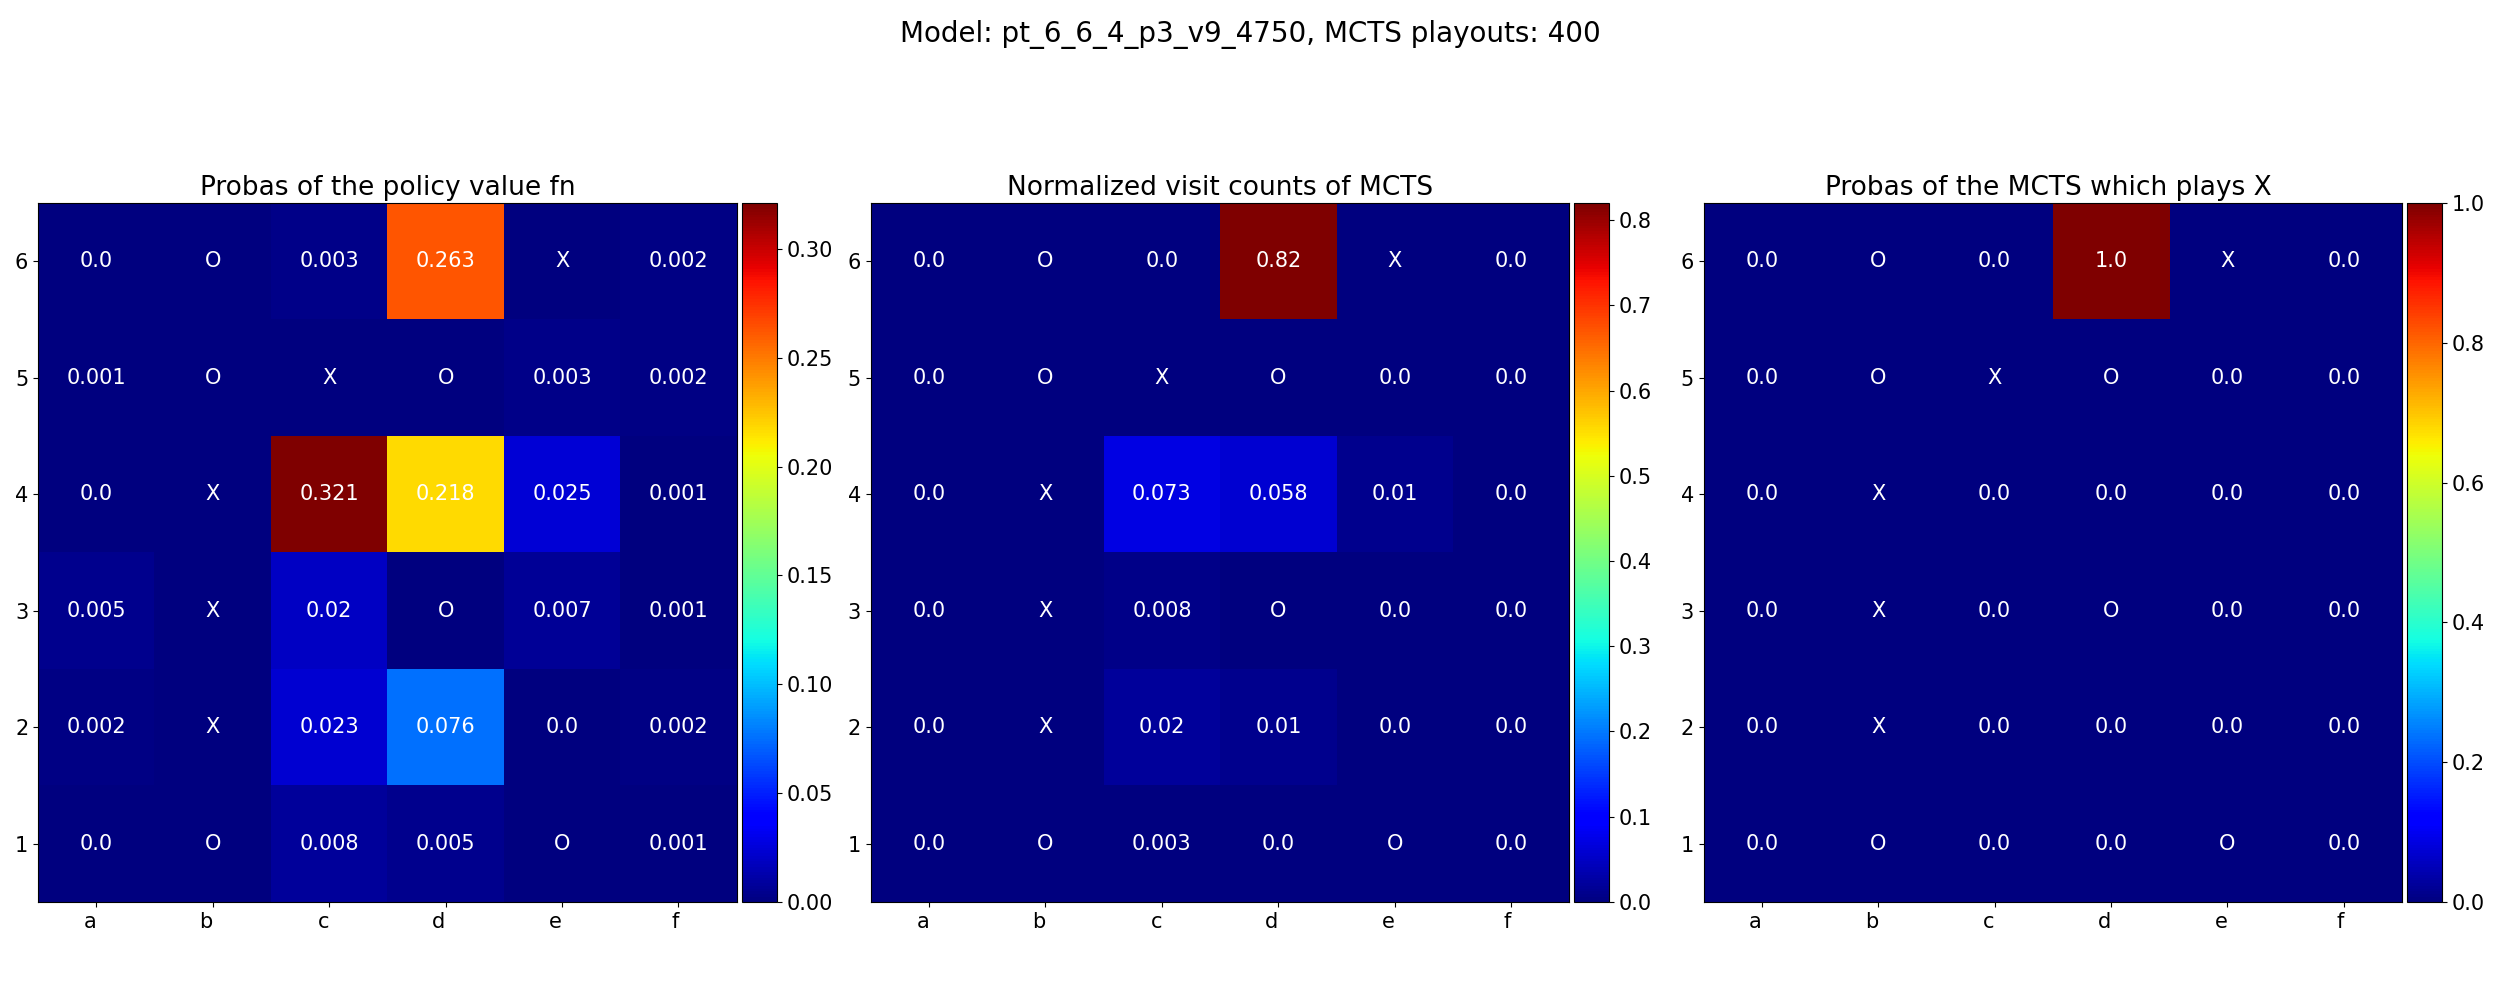 Model: pt_6_6_4_p3_v9_4750, MCTS playouts: 400
Probas of the policy value fn
6 0.0 O 0.003 0.263 X 0.002
5 0.001 O X O 0.003 0.002
4 0.0 X 0.321 0.218 0.025 0.001
3 0.005 X 0.02 O 0.007 0.001
2 0.002 X 0.023 0.076 0.0 0.002
1 0.0 O 0.008 0.005 O 0.001
a b c d e f
0.30
0.25
0.20
0.15
0.10
0.05
0.00
Normalized visit counts of MCTS
6 0.0 O 0.0 0.82 X 0.0
5 0.0 O X O 0.0 0.0
4 0.0 X 0.073 0.058 0.01 0.0
3 0.0 X 0.008 O 0.0 0.0
2 0.0 X 0.02 0.01 0.0 0.0
1 0.0 O 0.003 0.0 O 0.0
a b c d e f
0.8
0.7
0.6
0.5
0.4
0.3
0.2
0.1
0.0
Probas of the MCTS which plays X
6 0.0 O 0.0 1.0 X 0.0
5 0.0 O X O 0.0 0.0
4 0.0 X 0.0 0.0 0.0 0.0
3 0.0 X 0.0 O 0.0 0.0
2 0.0 X 0.0 0.0 0.0 0.0
1 0.0 O 0.0 0.0 O 0.0
a b c d e f
1.0
0.8
0.6
0.4
0.2
0.0